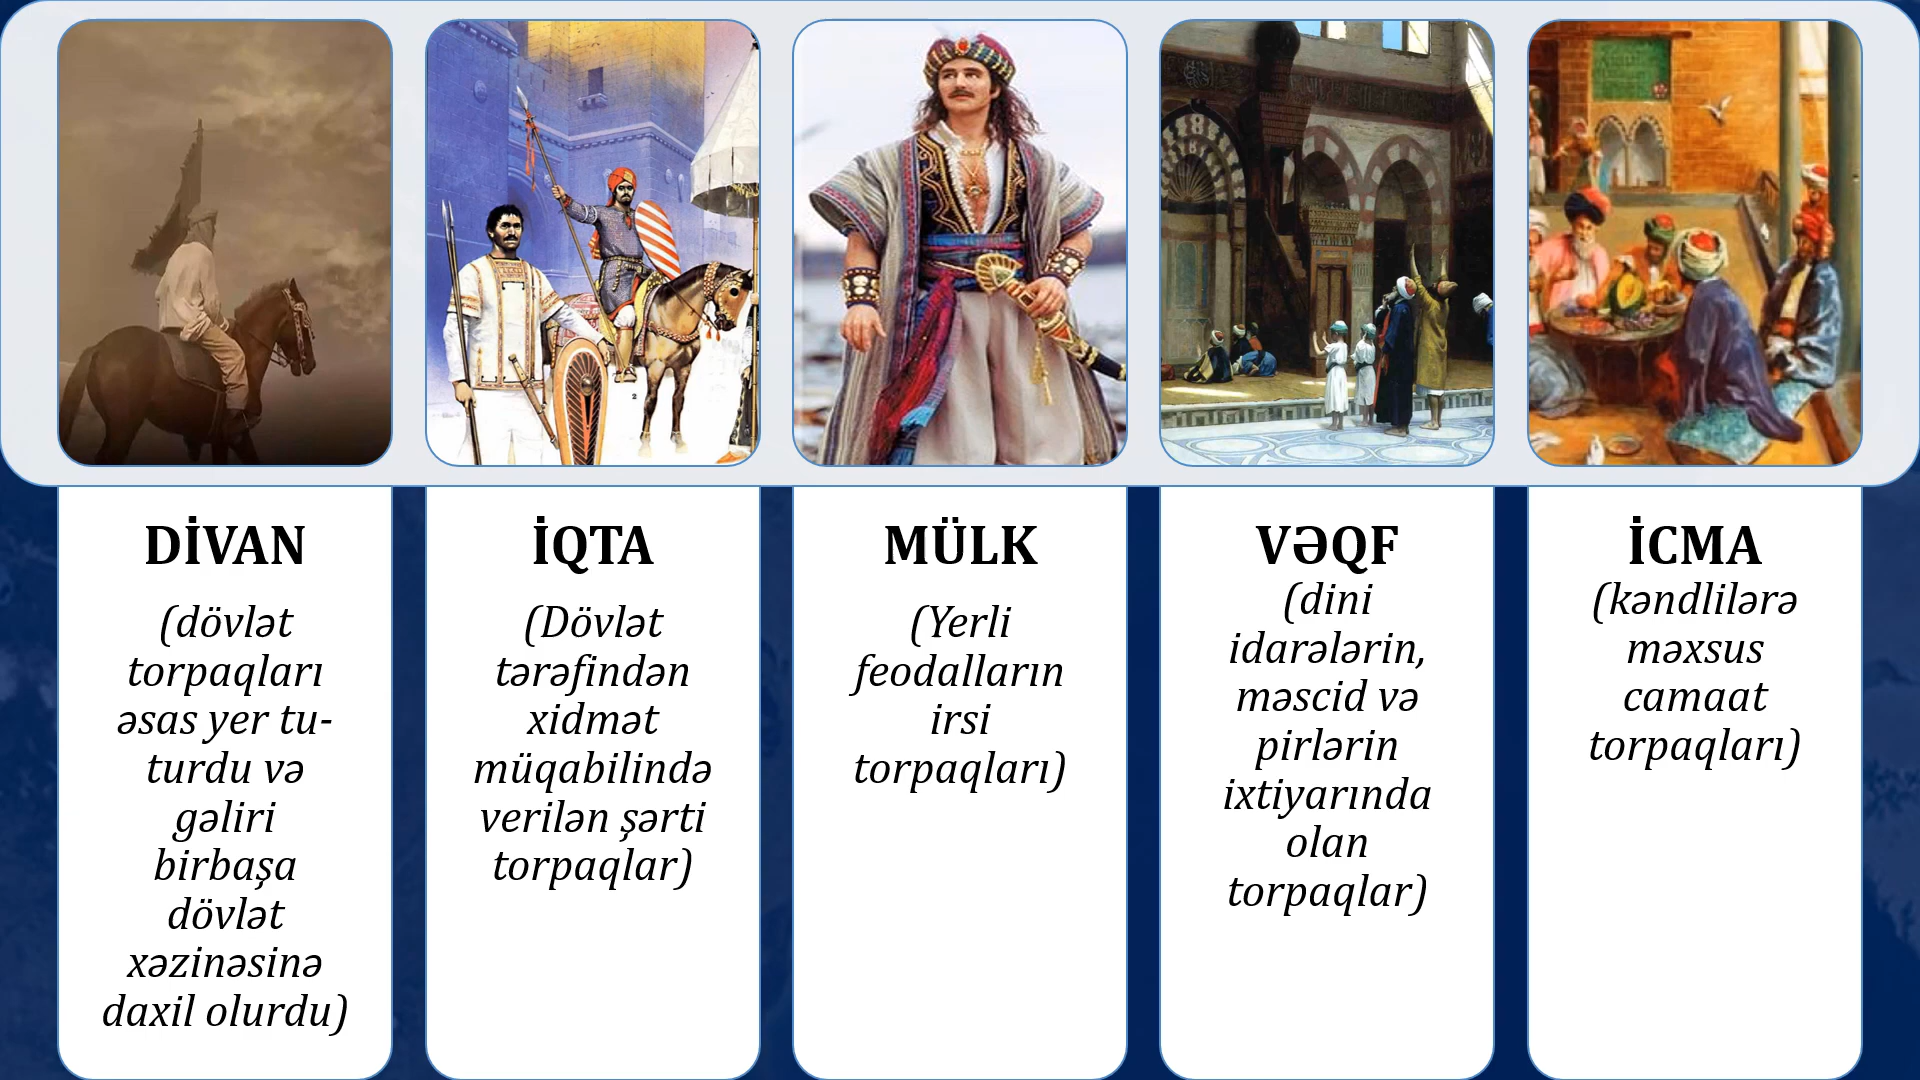 DİVAN
(dövlət
torpaqları
əsas yer tu-
turdu və
gəliri
birbaşa
dövlət
xəzinəsinə
daxil olurdu)
İQTA
(Dövlət
tərəfindən
xidmət
müqabilində
verilən şərti
torpaqlar)
MÜLK
(Yerli
feodalların
irsi
torpaqları)
VƏQF
(dini
idarələrin,
məscid və
pirlərin
ixtiyarında
olan
torpaqlar)
İCMA
(kəndlilərə
məxsus
camaat
torpaqları)